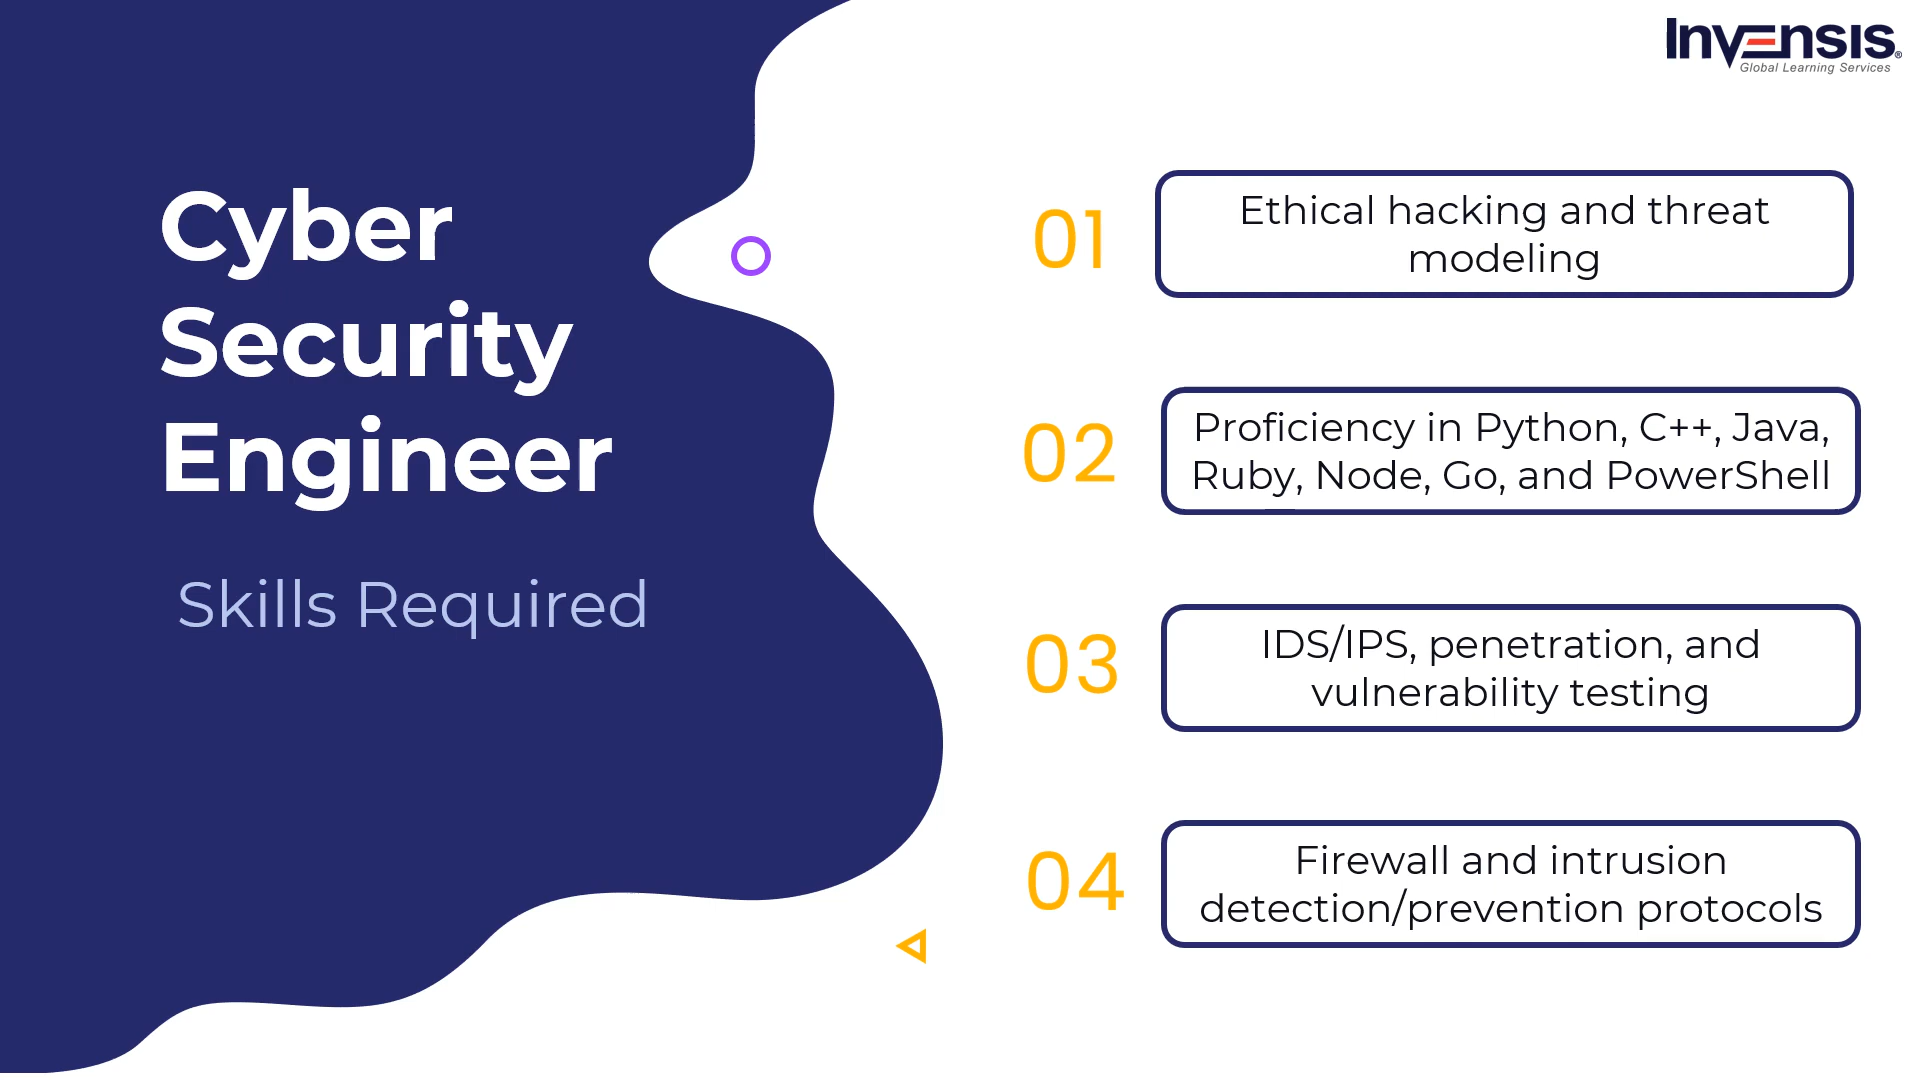 Invensis®
Global Learning Services
Cyber
Security
Engineer
Skills Required
01
Ethical hacking and threat
modeling
02
Proficiency in Python, C++, Java,
Ruby, Node, Go, and PowerShell
03
IDS/IPS, penetration, and
vulnerability testing
04
Firewall and intrusion
detection/prevention protocols